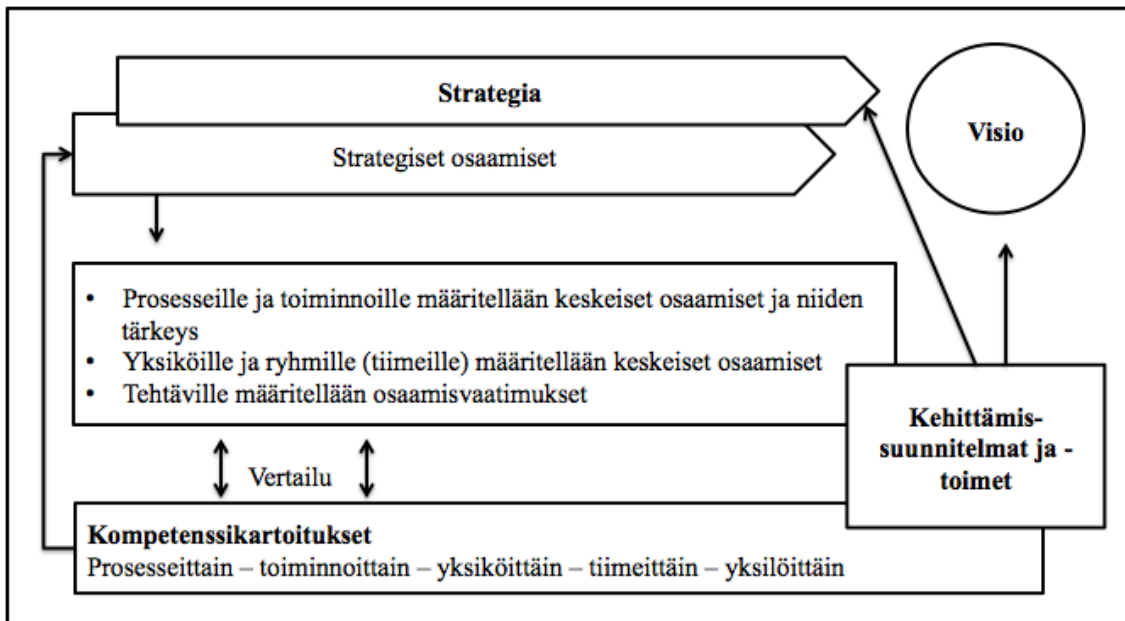 Strategia
Visio
Strategiset osaamiset
• Prosesseille ja toiminnoille määritellään keskeiset osaamiset ja niiden
tärkeys
• Yksiköille ja ryhmille (tiimeille) määritellään keskeiset osaamiset
• Tehtäville määritellään osaamisvaatimukset
Kehittämis-
suunnitelmat ja -
toimet
Vertailu
Kompetenssikartoitukset
Prosesseittain – toiminnoittain – yksiköittäin – tiimeittäin – yksilöittäin